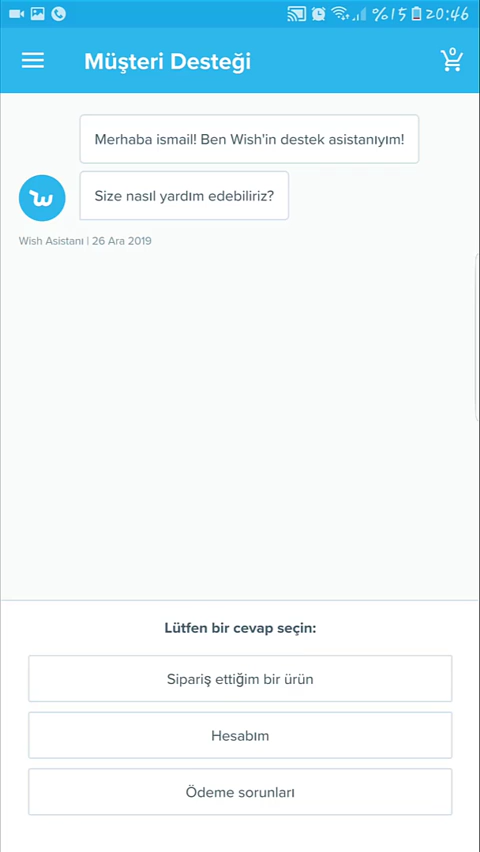 %15 20:46
Müşteri Desteği
0
Merhaba ismail! Ben Wish'in destek asistanıyım!
Size nasıl yardım edebiliriz?
Wish Asistanı | 26 Ara 2019
Lütfen bir cevap seçin:
Sipariş ettiğim bir ürün
Hesabım
Ödeme sorunları